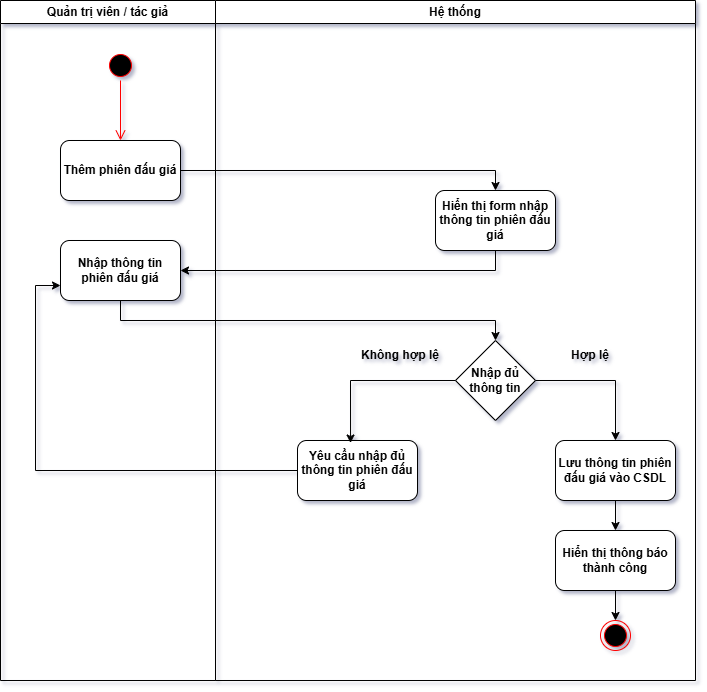 Quản trị viên / tác giả
Hệ thống
Thêm phiên đấu giá
Hiển thị form nhập
thông tin phiên đấu
giá
Nhập thông tin
phiên đấu giá
Không hợp lệ
Hợp lệ
Nhập đủ
thông tin
Yêu cầu nhập đủ
thông tin phiên đấu
giá
Lưu thông tin phiên
đấu giá vào CSDL
Hiển thị thông báo
thành công